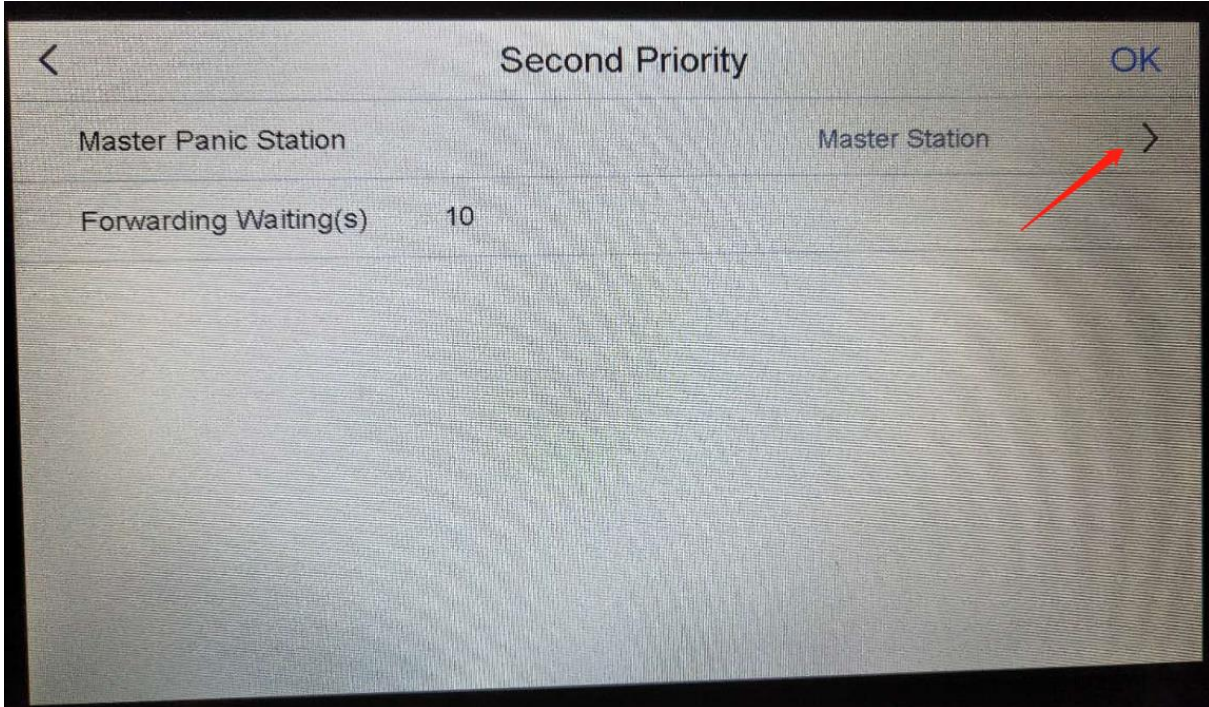 Second Priority OK
Master Panic Station Master Station
Forwarding Waiting(s) 10